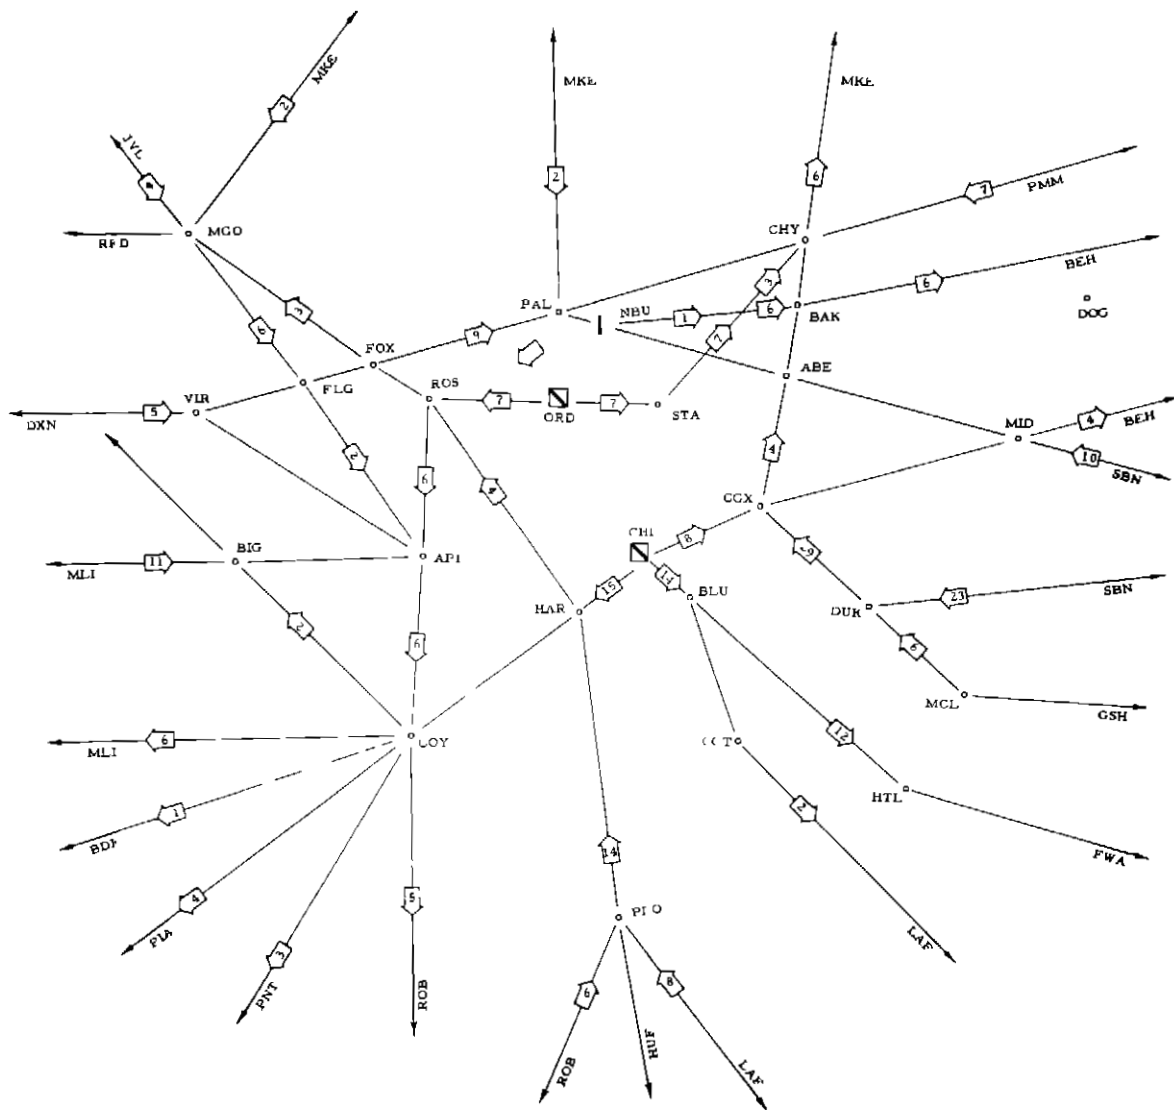 MKE
2
MKE
2
MKE
6
JVL
4
RFD
MGO
7
PMM
CHY
3
6
BEH
DOG
PAL
NBU
1
6
BAK
3
6
9
2
FOX
FLG
ROS
ABE
VIR
5
DXN
7
ORD
7
STA
2
MID
4
BEH
10
SBN
6
4
4
CGX
CHI
8
BIG
11
MLI
API
15
14
BLU
9
HAR
DUR
23
SBN
2
6
6
MCL
GSH
6
MLI
LOY
12
HTL
1
2
FWA
14
4
PIA
5
3
PNT
ROB
LAF
6
8
ROB
HUF
LAF